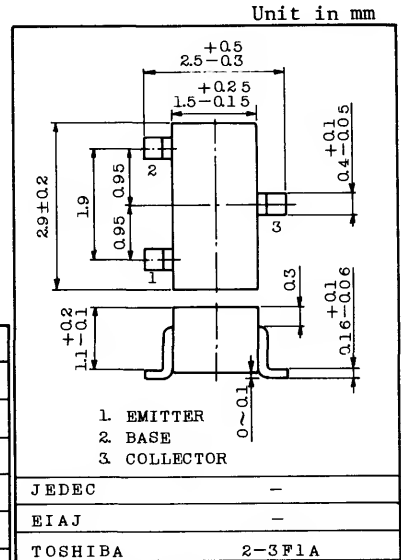 Unit in mm
+0.5
2.5-0.3
+0.25
1.5-0.15
2.9±0.2
1.9
0.95
0.95
2
1
3
+0.1
0.4-0.05
+0.2
1.1-0.1
0.3
+0.1
0.16-0.06
0~0.1
1. EMITTER
2. BASE
3. COLLECTOR
JEDEC -
EIAJ -
TOSHIBA 2-3F1A